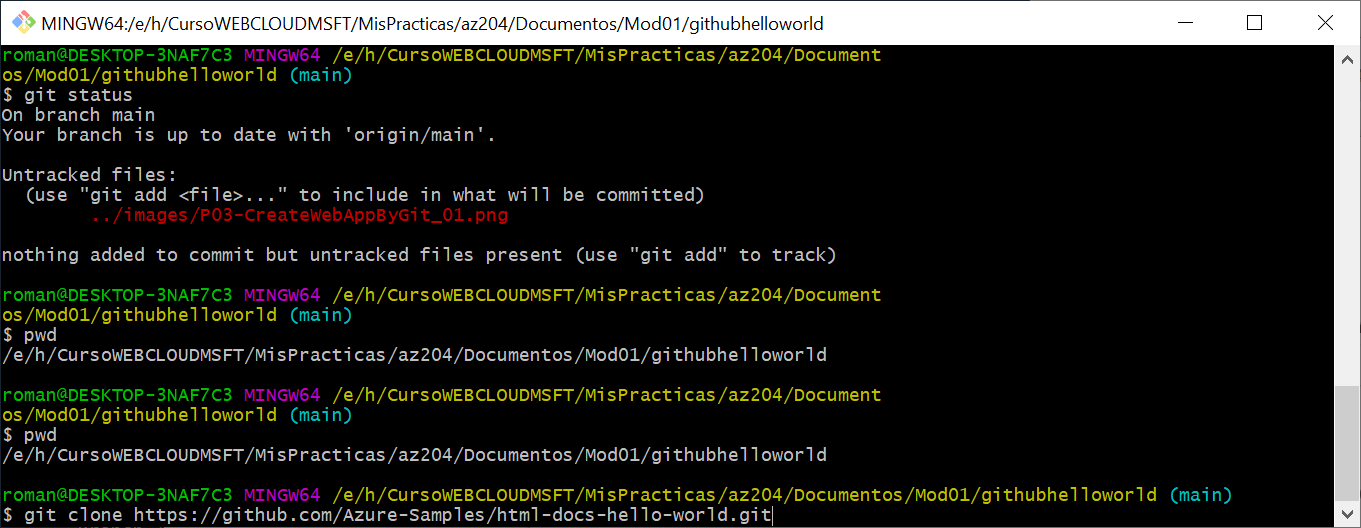 MINGW64:/e/h/CursoWEBCLOUDMSFT/MisPracticas/az204/Documentos/Mod01/githubhelloworld
roman@DESKTOP-3NAF7C3 MINGW64 /e/h/CursoWEBCLOUDMSFT/MisPracticas/az204/Document
os/Mod01/githubhelloworld (main)
$ git status
On branch main
Your branch is up to date with 'origin/main'.
Untracked files:
  (use "git add <file>..." to include in what will be committed)
        ../images/P03-CreateWebAppByGit_01.png
nothing added to commit but untracked files present (use "git add" to track)
roman@DESKTOP-3NAF7C3 MINGW64 /e/h/CursoWEBCLOUDMSFT/MisPracticas/az204/Document
os/Mod01/githubhelloworld (main)
$ pwd
/e/h/CursoWEBCLOUDMSFT/MisPracticas/az204/Documentos/Mod01/githubhelloworld
roman@DESKTOP-3NAF7C3 MINGW64 /e/h/CursoWEBCLOUDMSFT/MisPracticas/az204/Document
os/Mod01/githubhelloworld (main)
$ pwd
/e/h/CursoWEBCLOUDMSFT/MisPracticas/az204/Documentos/Mod01/githubhelloworld
roman@DESKTOP-3NAF7C3 MINGW64 /e/h/CursoWEBCLOUDMSFT/MisPracticas/az204/Documentos/Mod01/githubhelloworld (main)
$ git clone https://github.com/Azure-Samples/html-docs-hello-world.git